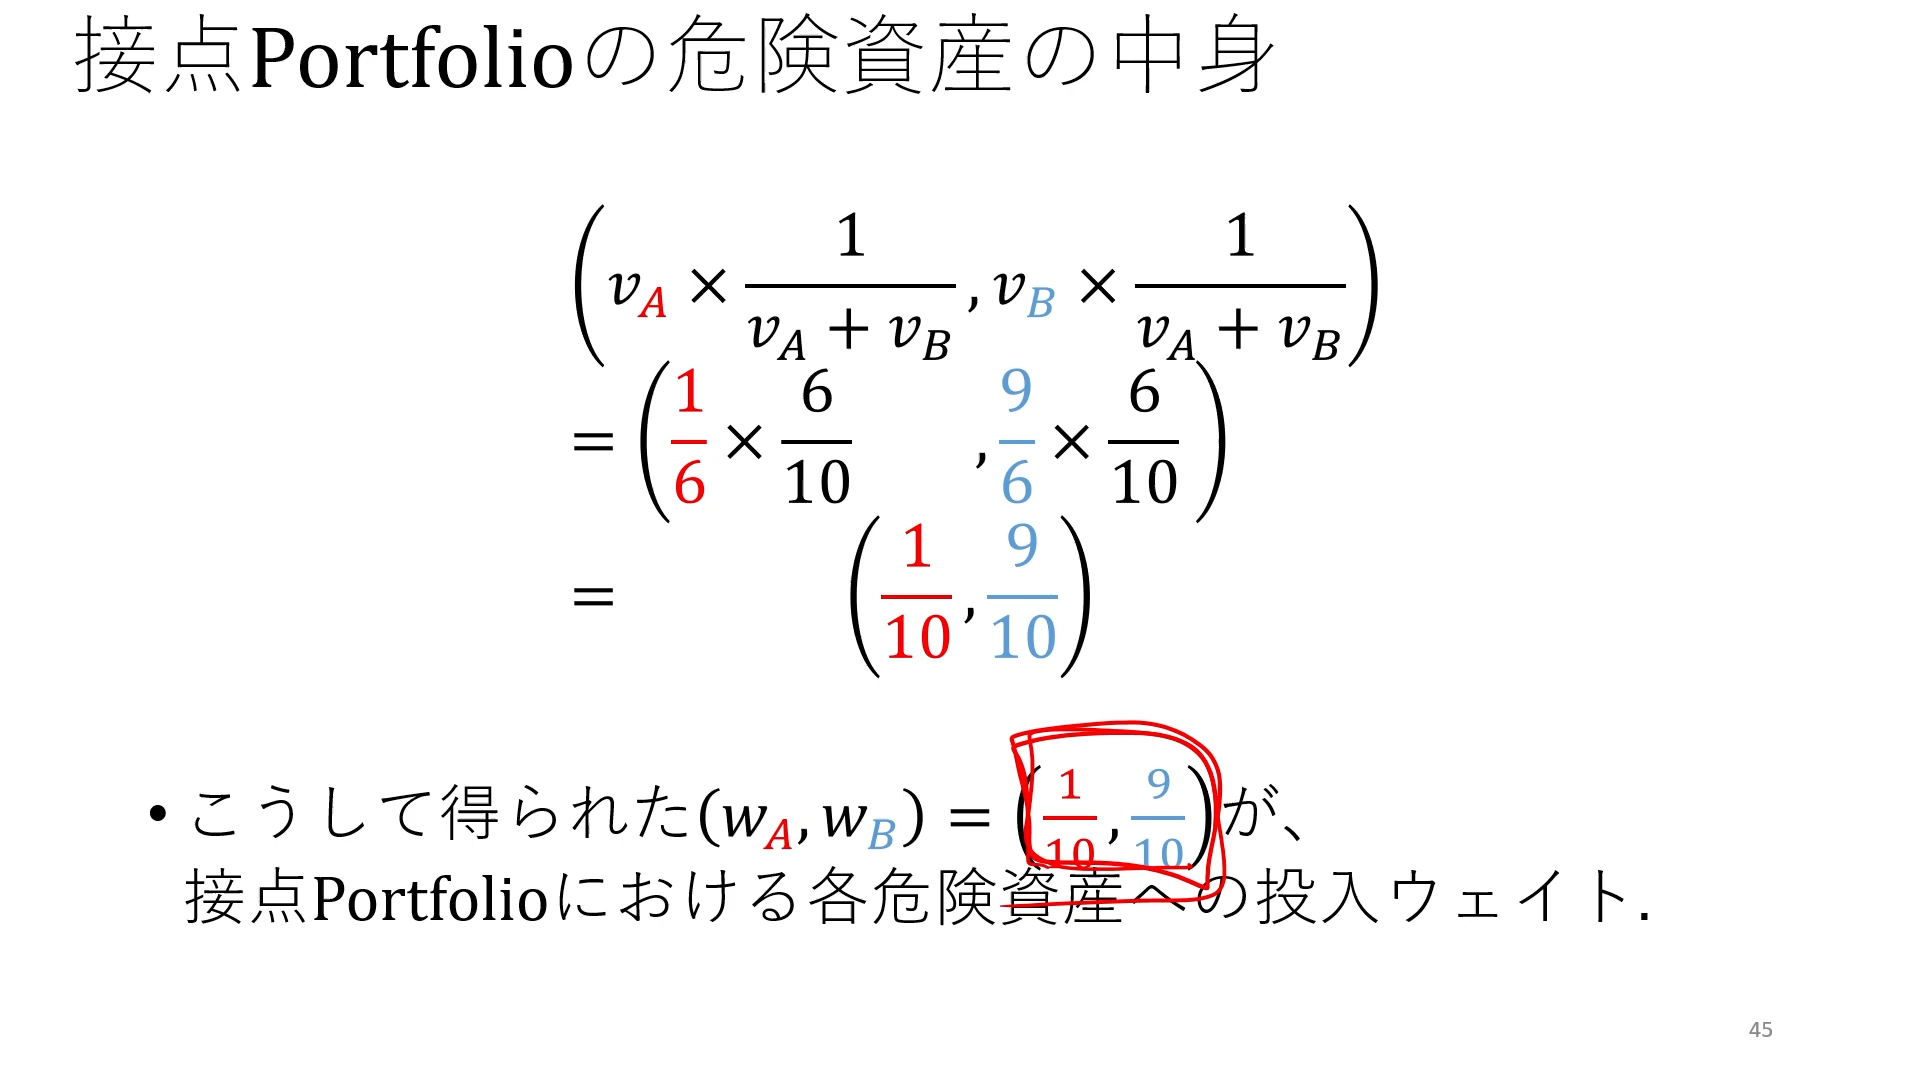 接点Portfolioの危険資産の中身
(v_A × 1/(v_A + v_B), v_B × 1/(v_A + v_B))
= (1/6 × 6/10 , 9/6 × 6/10)
= (1/10, 9/10)
• こうして得られた(w_A, w_B) = (1/10, 9/10)が、
接点Portfolioにおける各危険資産への投入ウェイト.
45